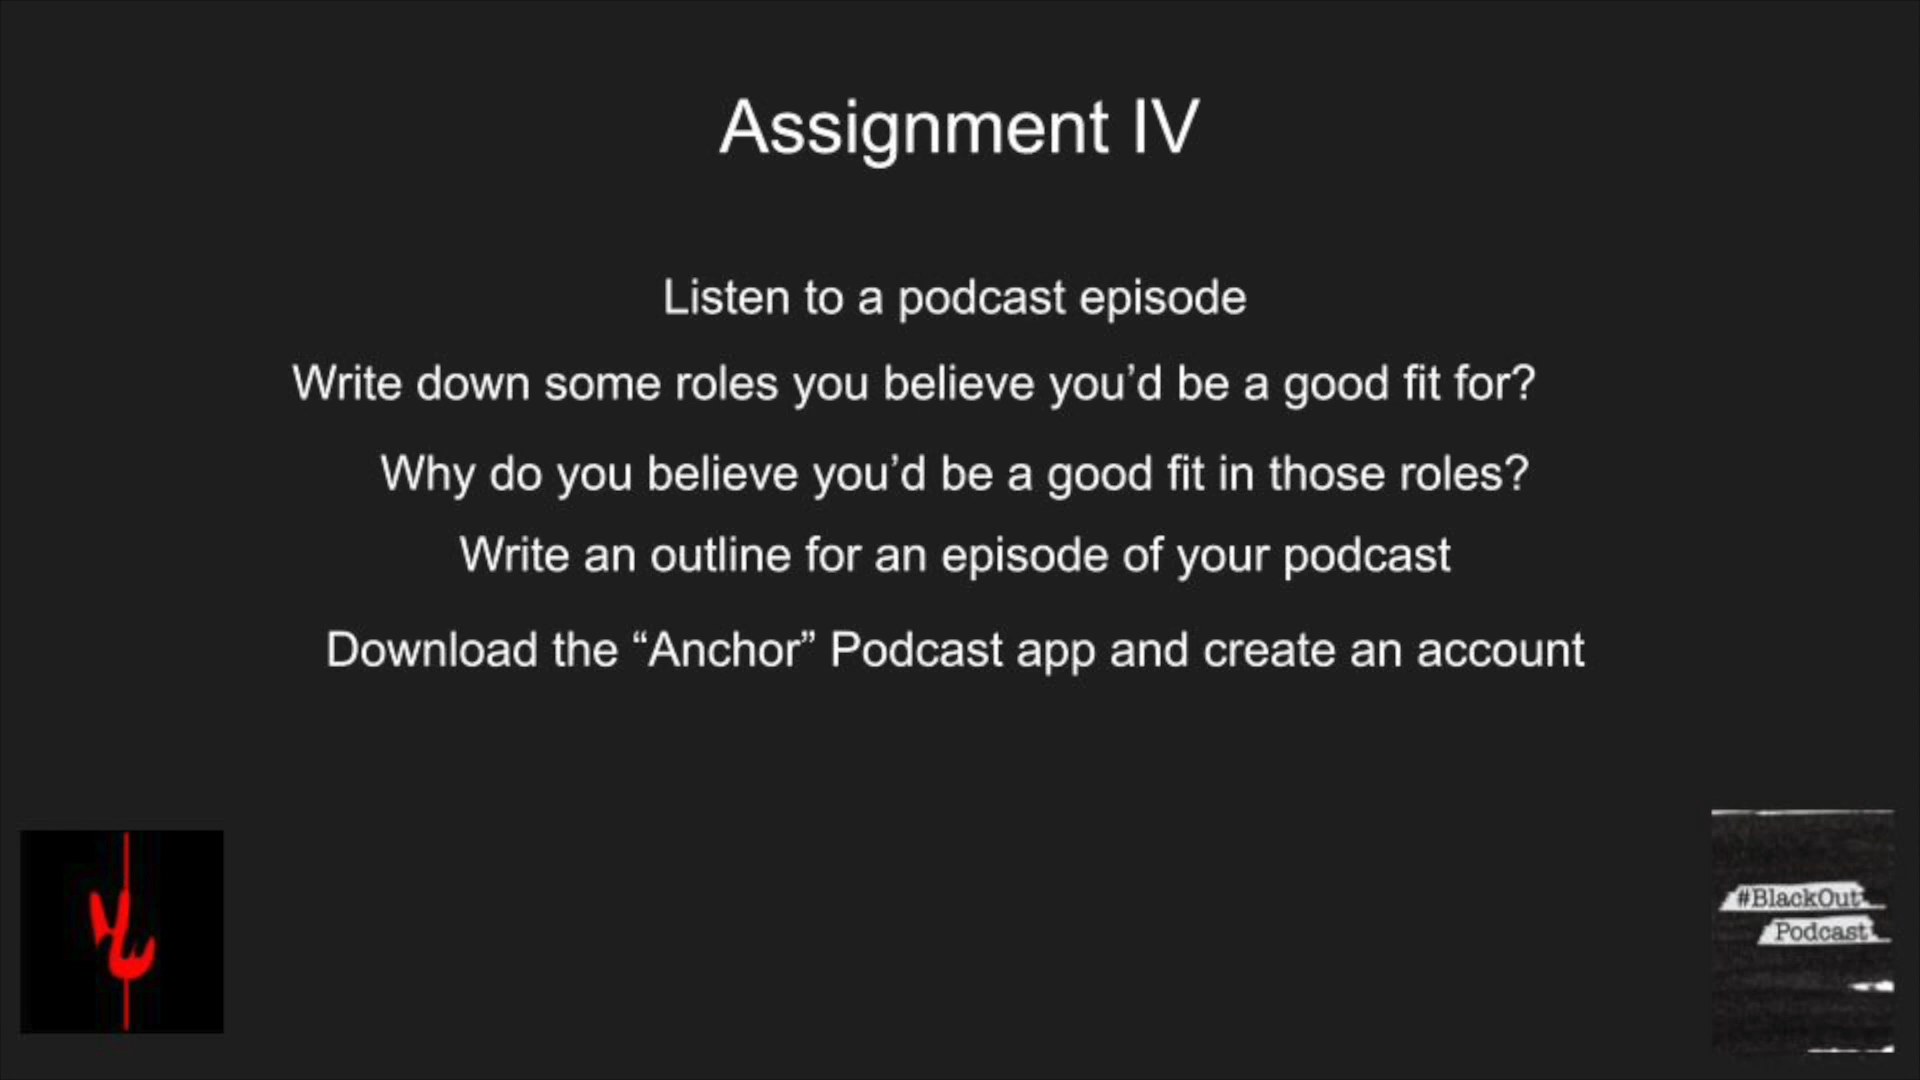 Assignment IV
Listen to a podcast episode
Write down some roles you believe you’d be a good fit for?
Why do you believe you’d be a good fit in those roles?
Write an outline for an episode of your podcast
Download the “Anchor” Podcast app and create an account
#BlackOut
Podcast